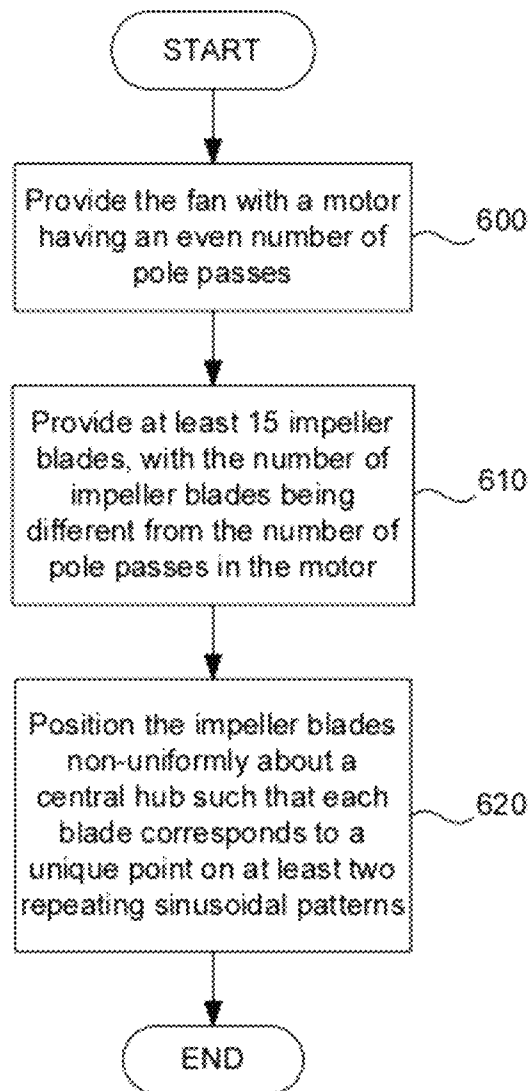 START
Provide the fan with a motor
having an even number of
pole passes
600
Provide at least 15 impeller
blades, with the number of
impeller blades being
different from the number of
pole passes in the motor
610
Position the impeller blades
non-uniformly about a
central hub such that each
blade corresponds to a
unique point on at least two
repeating sinusoidal patterns
620
END